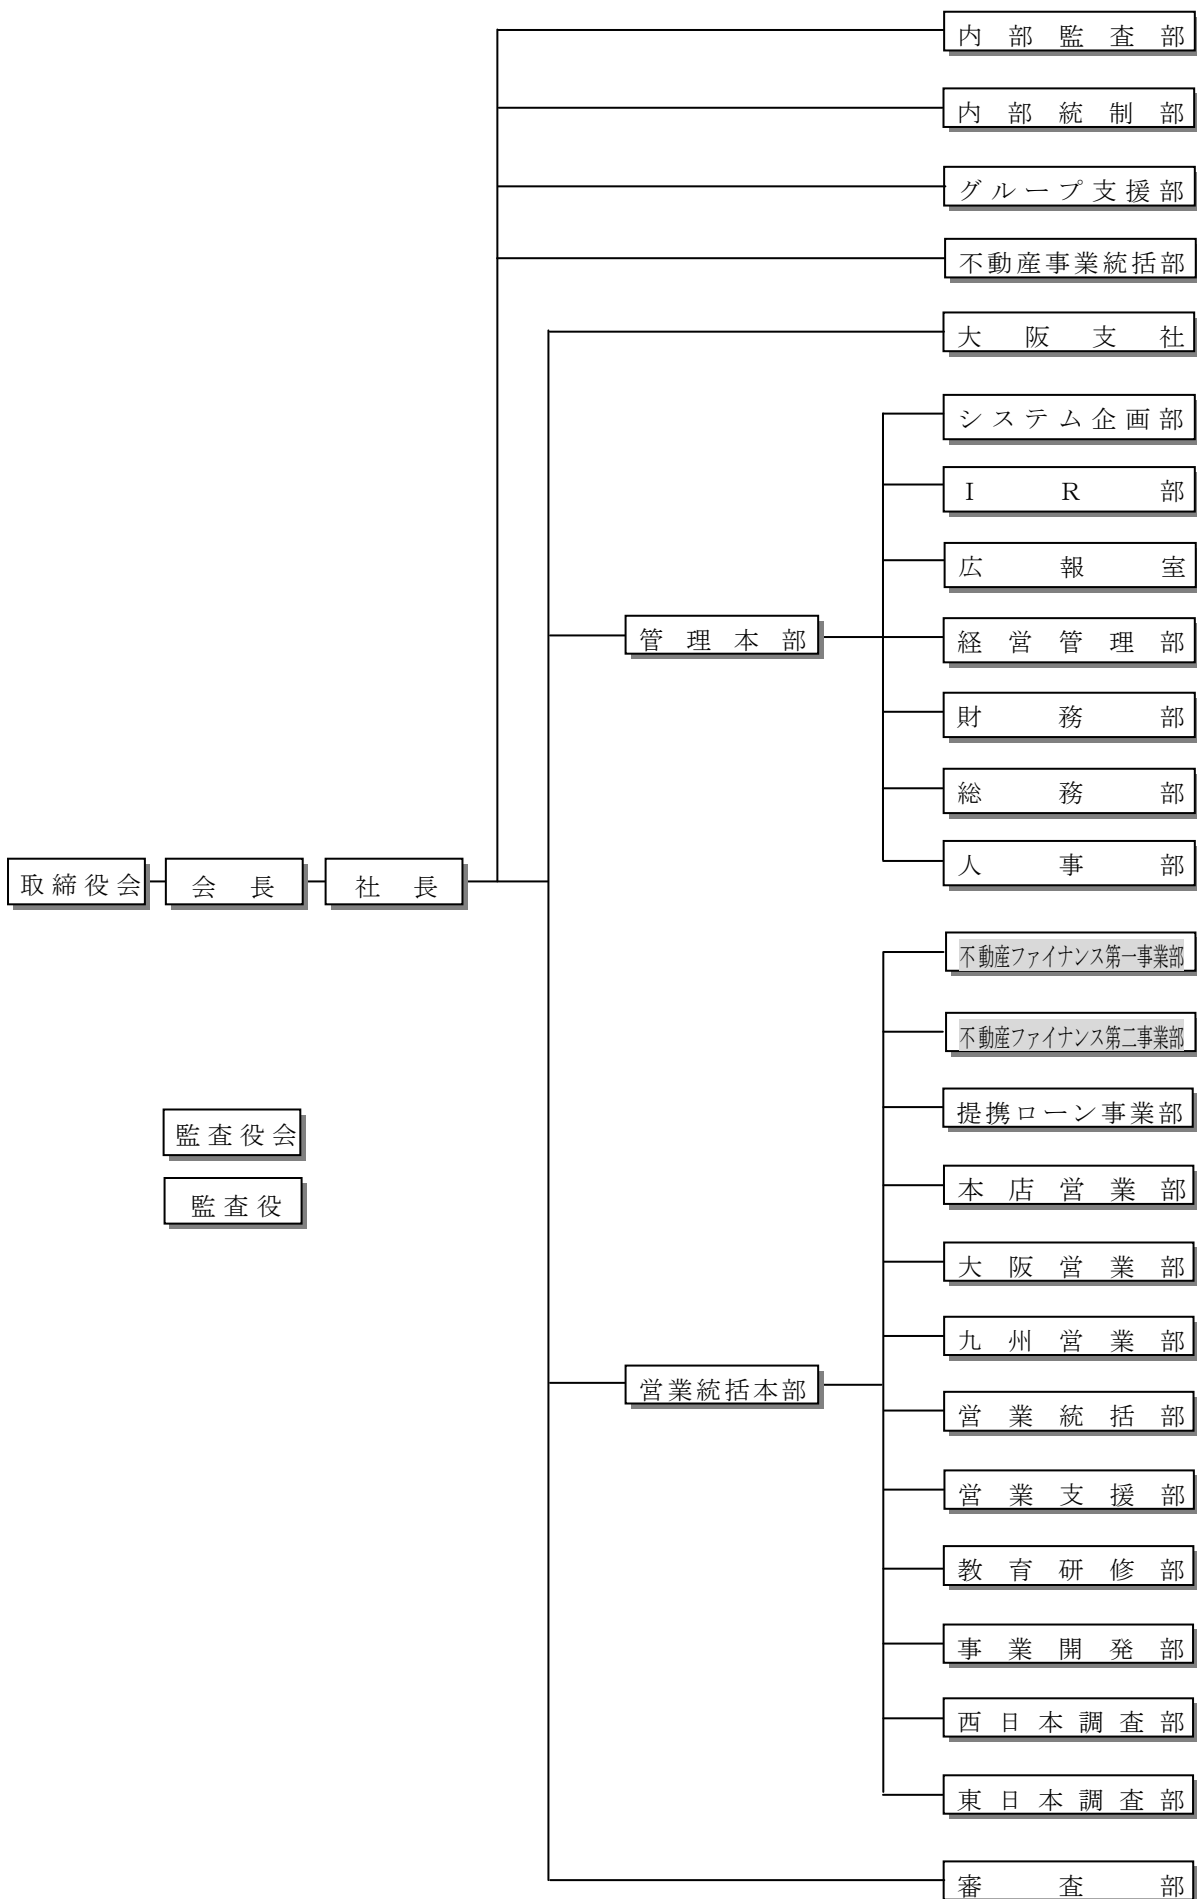 内部監査部
内部統制部
グループ支援部
不動産事業統括部
大阪支社
システム企画部
ＩＲ部
広報室
管理本部
経営管理部
財務部
総務部
人事部
取締役会
会長
社長
不動産ファイナンス第一事業部
不動産ファイナンス第二事業部
提携ローン事業部
監査役会
監査役
本店営業部
大阪営業部
九州営業部
営業統括本部
営業統括部
営業支援部
教育研修部
事業開発部
西日本調査部
東日本調査部
審査部